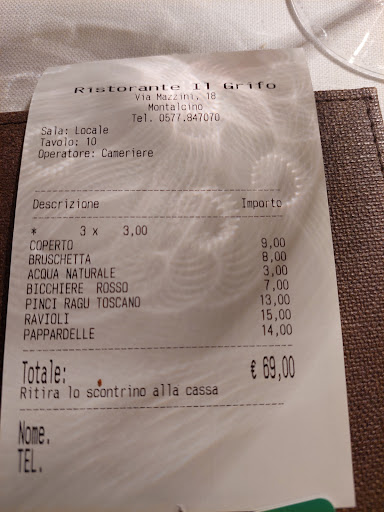 Ristorante Il Grifo
Via Mazzini, 18
Montalcino
Tel. 0577.847070
Sala: Locale
Tavolo: 10
Operatore: Cameriere
Descrizione Importo
* 3 x 3,00
COPERTO 9,00
BRUSCHETTA 8,00
ACQUA NATURALE 3,00
BICCHIERE ROSSO 7,00
PINCI RAGU TOSCANO 13,00
RAVIOLI 15,00
PAPPARDELLE 14,00
Totale: € 69,00
Ritira lo scontrino alla cassa
Nome.
TEL.